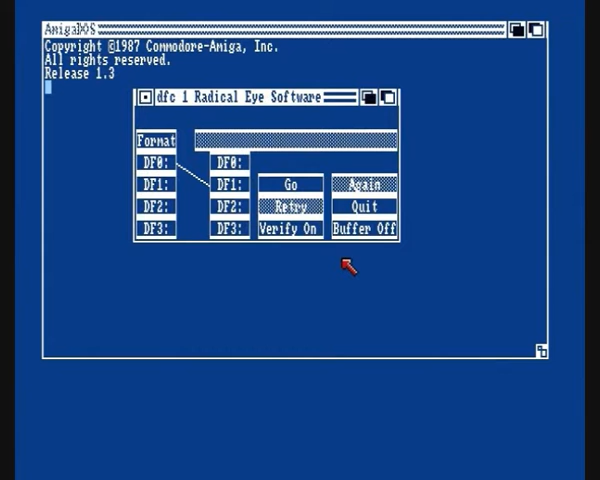 AmigaDOS
Copyright ©1987 Commodore-Amiga, Inc.
All rights reserved.
Release 1.3
dfc 1 Radical Eye Software
Format
DF0: DF0:
DF1: DF1: Go Again
DF2: DF2: Retry Quit
DF3: DF3: Verify On Buffer Off